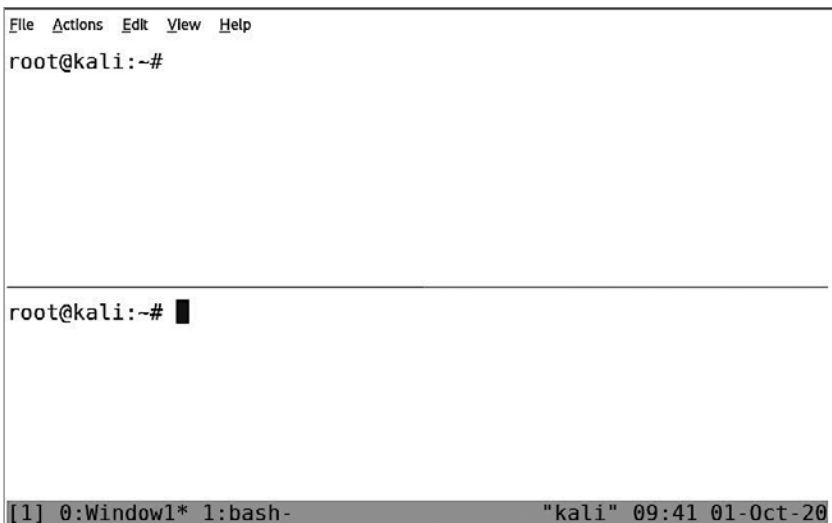 File Actions Edit View Help
root@kali:~#
root@kali:~#
[1] 0:Window1* 1:bash- "kali" 09:41 01-Oct-20